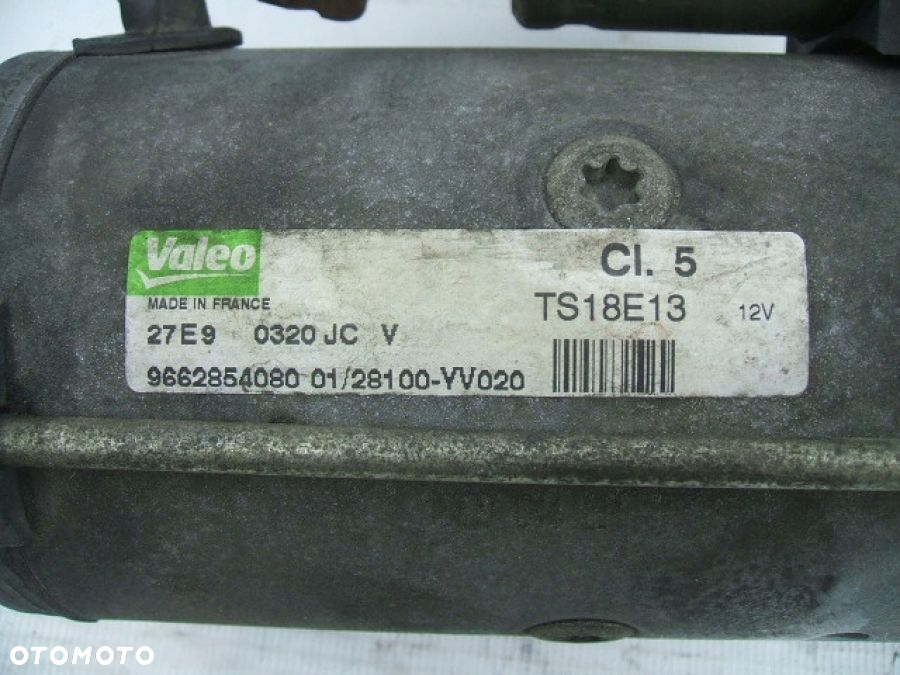 Valeo
Cl. 5
MADE IN FRANCE
TS18E13 12V
27E9 0320 JC V
9662854080 01/28100-YV020
OTOMOTO